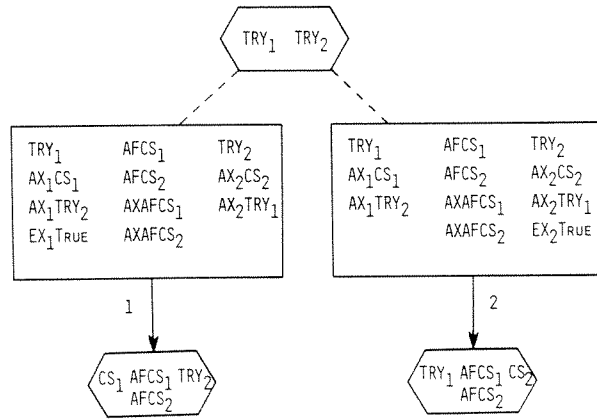 TRY₁ TRY₂
TRY₁ AFCS₁ TRY₂
AX₁CS₁ AFCS₂ AX₂CS₂
AX₁TRY₂ AXAFCS₁ AX₂TRY₁
EX₁TRUE AXAFCS₂
TRY₁ AFCS₁ TRY₂
AX₁CS₁ AFCS₂ AX₂CS₂
AX₁TRY₂ AXAFCS₁ AX₂TRY₁
AXAFCS₂ EX₂TRUE
1
2
CS₁ AFCS₁ TRY₂
AFCS₂
TRY₁ AFCS₁ CS₂
AFCS₂